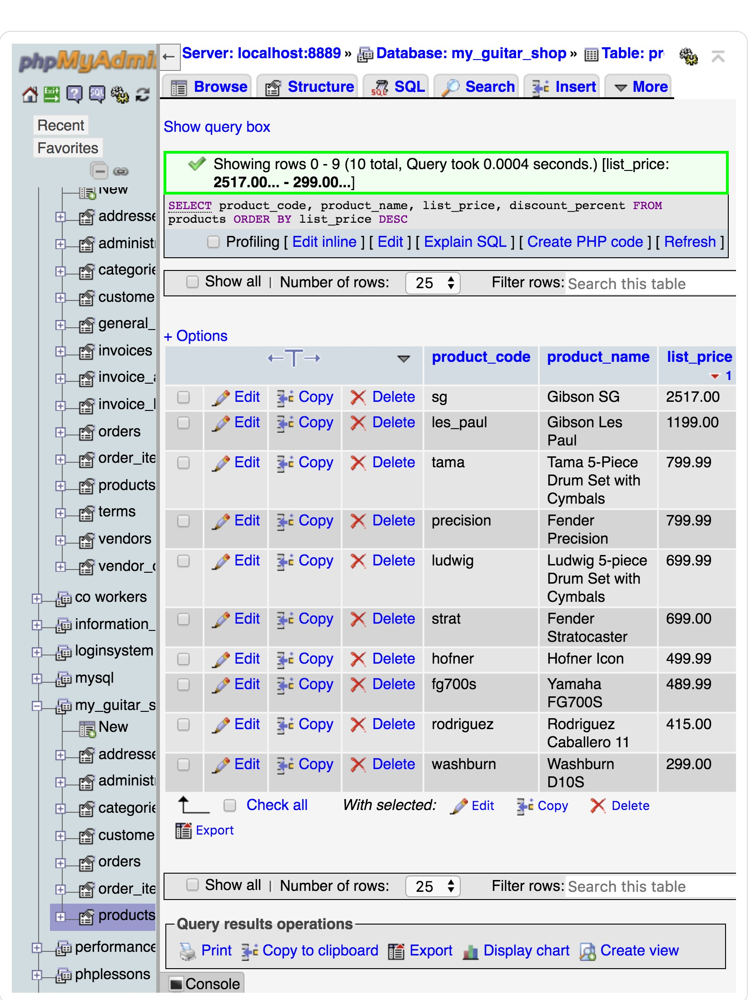 phpMyAdmi
Recent
Favorites
New
addresse
administ
categorie
custome
general_
invoices
invoice_a
invoice_l
orders
order_ite
products
terms
vendors
vendor_c
co workers
information_
loginsystem
mysql
my_guitar_s
New
addresse
administ
categorie
custome
orders
order_ite
products
performance
phplessons
← Server: localhost:8889 » Database: my_guitar_shop » Table: pr
Browse Structure SQL Search Insert More
Show query box
Showing rows 0 - 9 (10 total, Query took 0.0004 seconds.) [list_price:
2517.00... - 299.00...]
SELECT product_code, product_name, list_price, discount_percent FROM
products ORDER BY list_price DESC
Profiling [ Edit inline ] [ Edit ] [ Explain SQL ] [ Create PHP code ] [ Refresh ]
Show all | Number of rows: 25 Filter rows: Search this table
+ Options
←T→ product_code product_name list_price
1
Edit Copy Delete sg Gibson SG 2517.00
Edit Copy Delete les_paul Gibson Les 1199.00
Paul
Edit Copy Delete tama Tama 5-Piece 799.99
Drum Set with
Cymbals
Edit Copy Delete precision Fender 799.99
Precision
Edit Copy Delete ludwig Ludwig 5-piece 699.99
Drum Set with
Cymbals
Edit Copy Delete strat Fender 699.00
Stratocaster
Edit Copy Delete hofner Hofner Icon 499.99
Edit Copy Delete fg700s Yamaha 489.99
FG700S
Edit Copy Delete rodriguez Rodriguez 415.00
Caballero 11
Edit Copy Delete washburn Washburn 299.00
D10S
Check all With selected: Edit Copy Delete
Export
Show all | Number of rows: 25 Filter rows: Search this table
Query results operations
Print Copy to clipboard Export Display chart Create view
Console